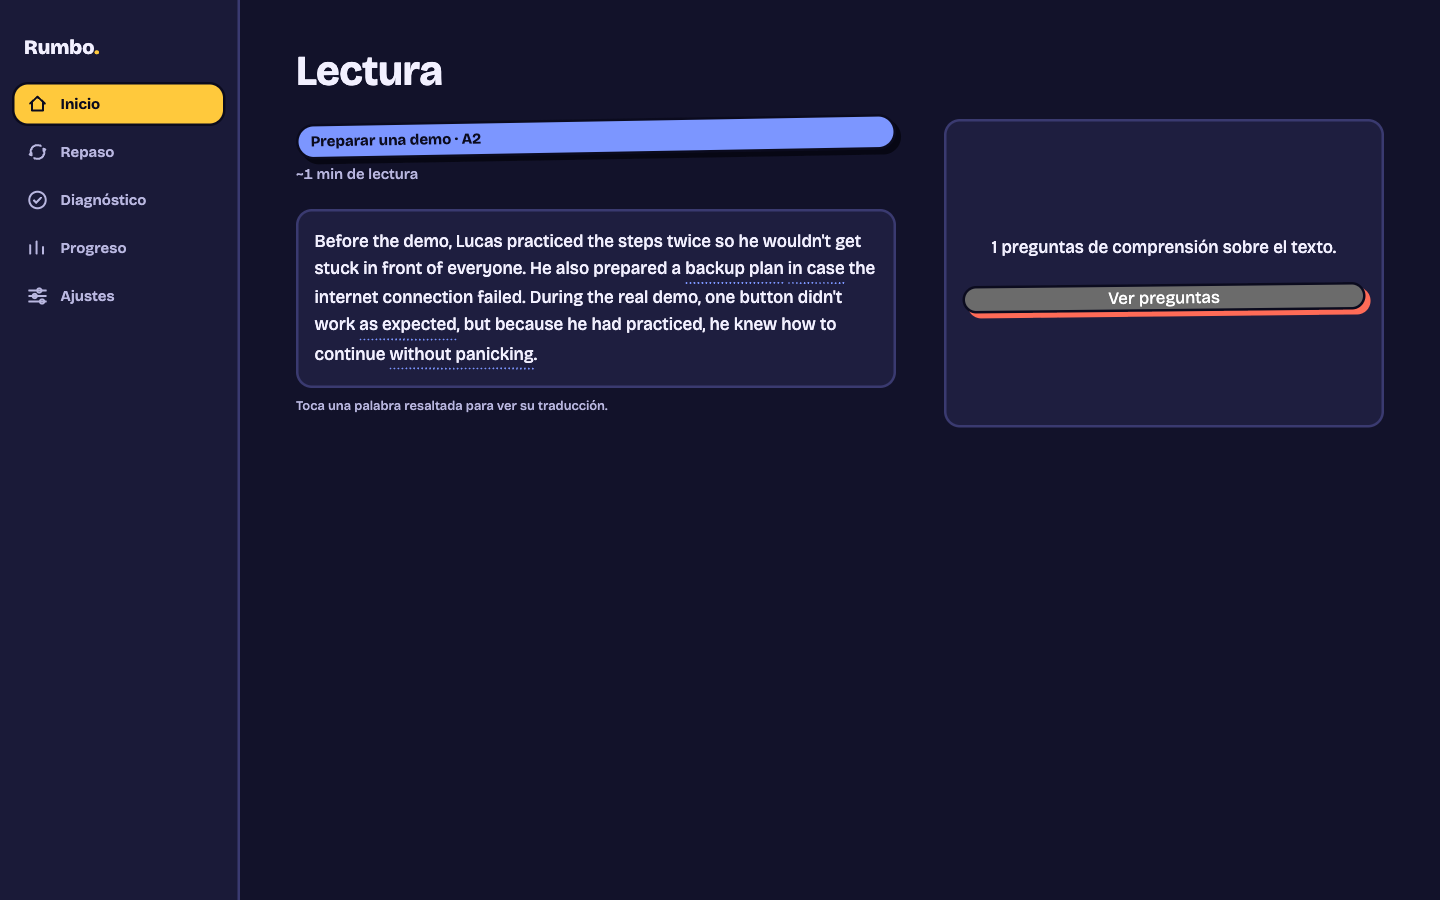 Rumbo.
Inicio
Repaso
Diagnóstico
Progreso
Ajustes
Lectura
Preparar una demo · A2
~1 min de lectura
Before the demo, Lucas practiced the steps twice so he wouldn't get
stuck in front of everyone. He also prepared a backup plan in case the
internet connection failed. During the real demo, one button didn't
work as expected, but because he had practiced, he knew how to
continue without panicking.
Toca una palabra resaltada para ver su traducción.
1 preguntas de comprensión sobre el texto.
Ver preguntas